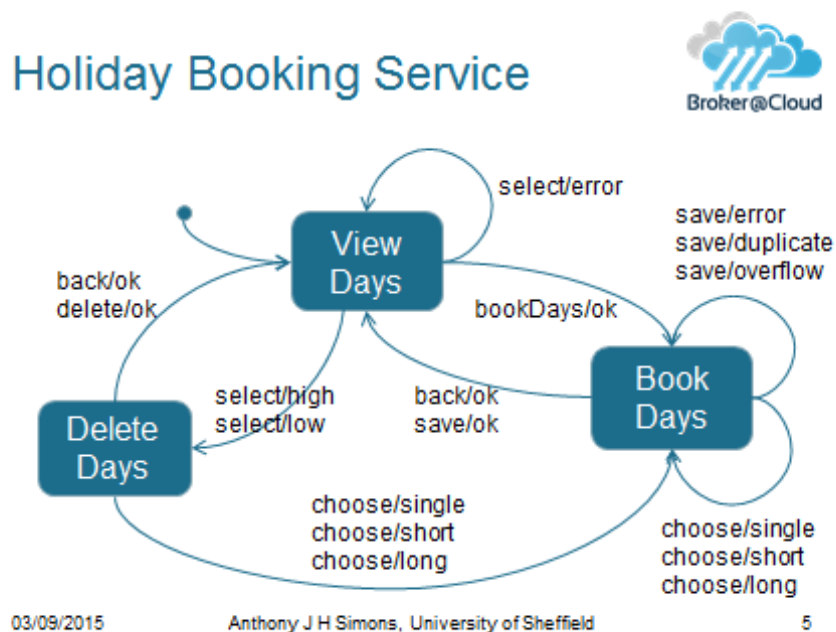 Holiday Booking Service
Broker@Cloud
select/error
save/error
save/duplicate
save/overflow
View
Days
back/ok
delete/ok
bookDays/ok
Book
Days
select/high
select/low
back/ok
save/ok
Delete
Days
choose/single
choose/short
choose/long
choose/single
choose/short
choose/long
03/09/2015
Anthony J H Simons, University of Sheffield
5